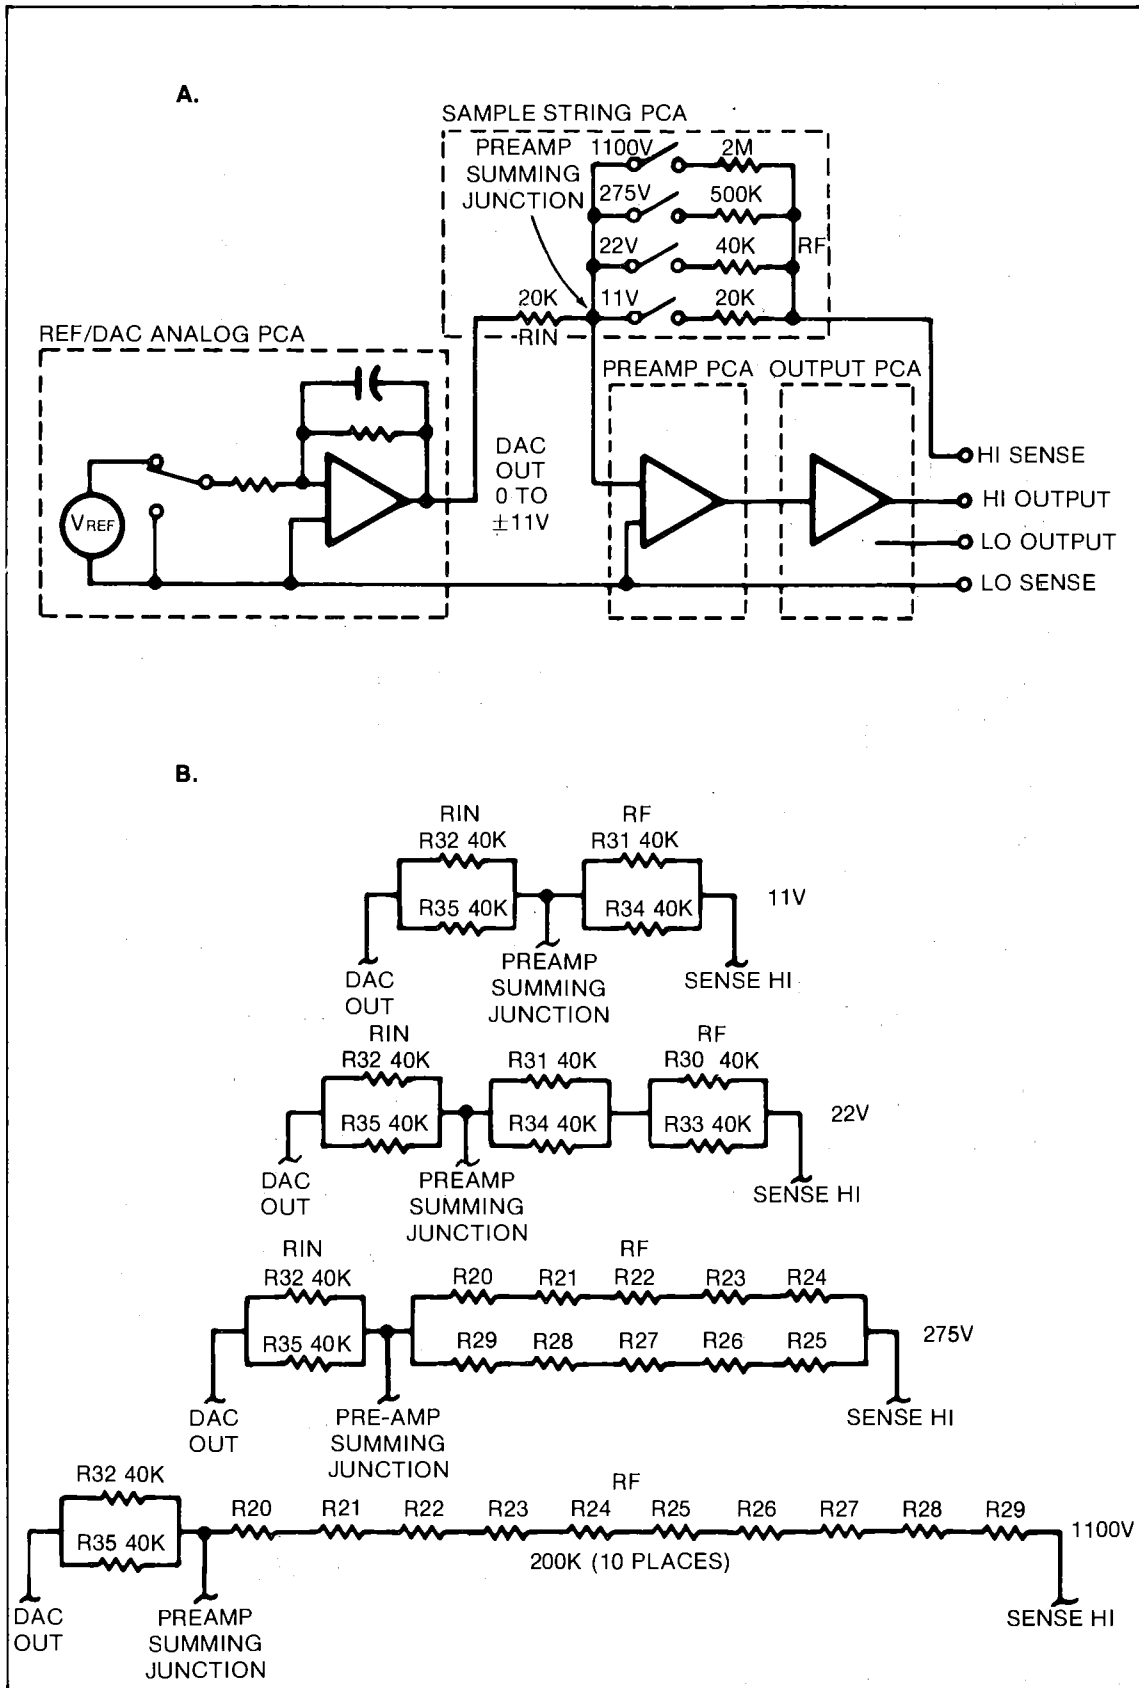 A.
SAMPLE STRING PCA
PREAMP
SUMMING
JUNCTION
1100V
2M
275V
500K
22V
40K
RF
11V
20K
20K
RIN
REF/DAC ANALOG PCA
VREF
DAC
OUT
0 TO
±11V
PREAMP PCA
OUTPUT PCA
HI SENSE
HI OUTPUT
LO OUTPUT
LO SENSE
B.
RIN
RF
R32 40K
R31 40K
R35 40K
R34 40K
11V
DAC
OUT
PREAMP
SUMMING
JUNCTION
SENSE HI
RIN
RF
R32 40K
R31 40K
R30 40K
R35 40K
R34 40K
R33 40K
22V
DAC
OUT
PREAMP
SUMMING
JUNCTION
SENSE HI
RIN
RF
R32 40K
R20
R21
R22
R23
R24
R35 40K
R29
R28
R27
R26
R25
275V
DAC
OUT
PRE-AMP
SUMMING
JUNCTION
SENSE HI
R32 40K
RF
R20
R21
R22
R23
R24
R25
R26
R27
R28
R29
R35 40K
1100V
200K (10 PLACES)
DAC
OUT
PREAMP
SUMMING
JUNCTION
SENSE HI